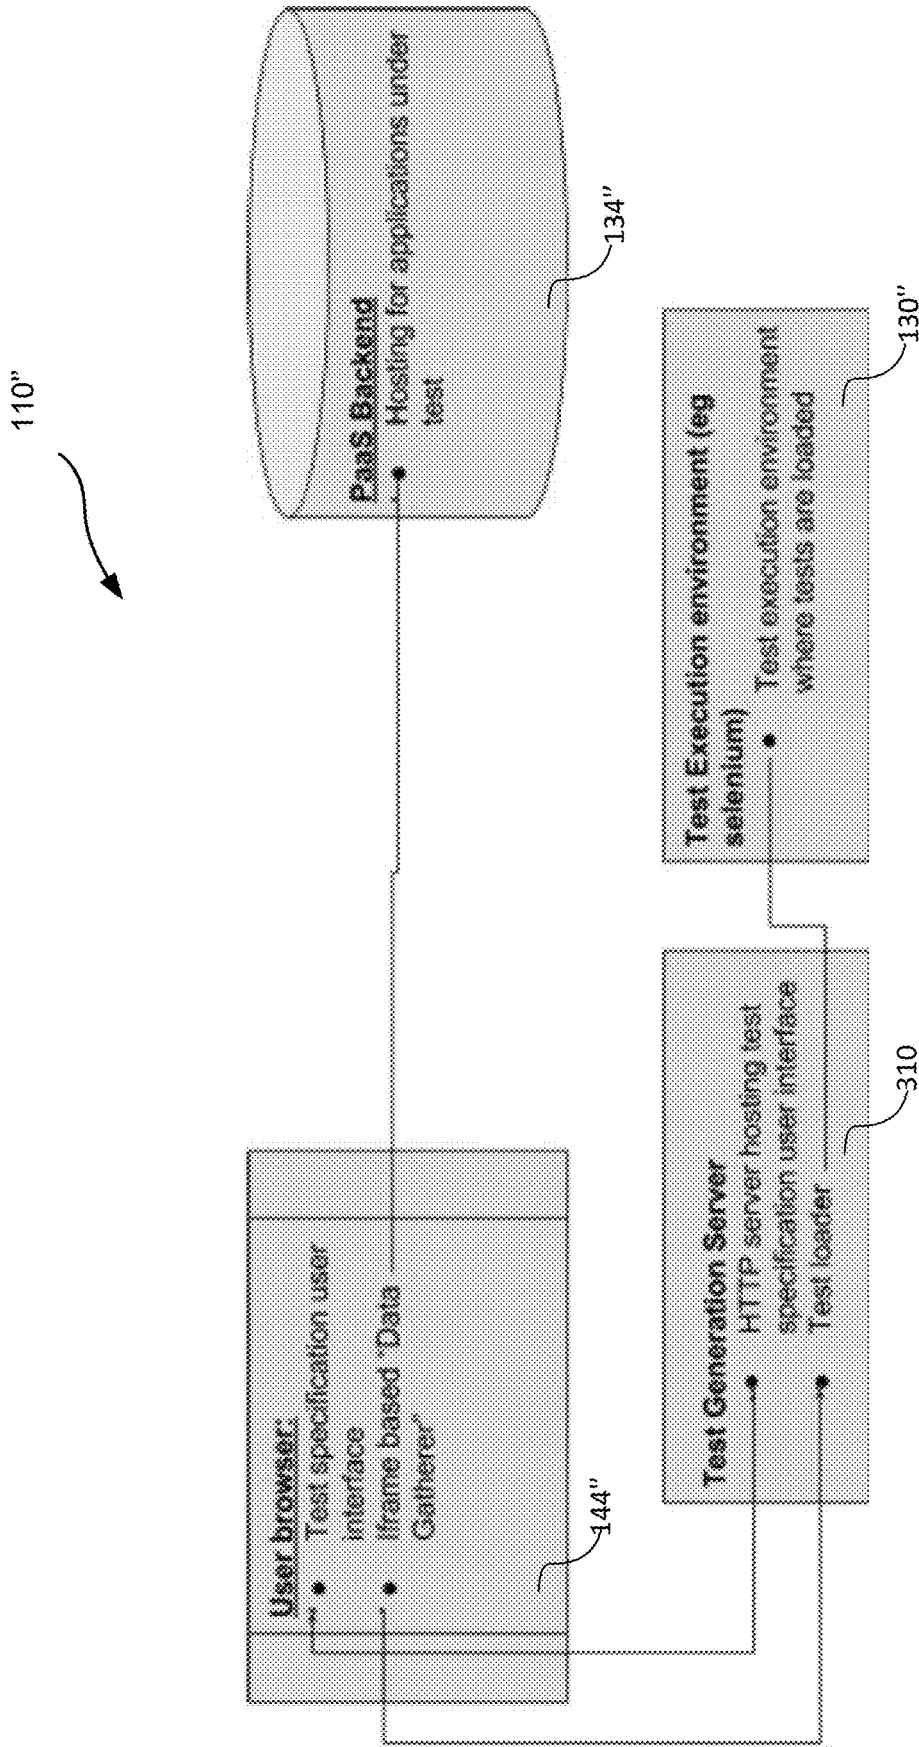 110"
User browser:
• Test specification user
interface
• Iframe based "Data
Gatherer"
144"
PaaS Backend
• Hosting for applications under
test
134"
Test Generation Server
• HTTP server hosting test
specification user interface
• Test loader
310
Test Execution environment (eg
selenium)
• Test execution environment
where tests are loaded
130"